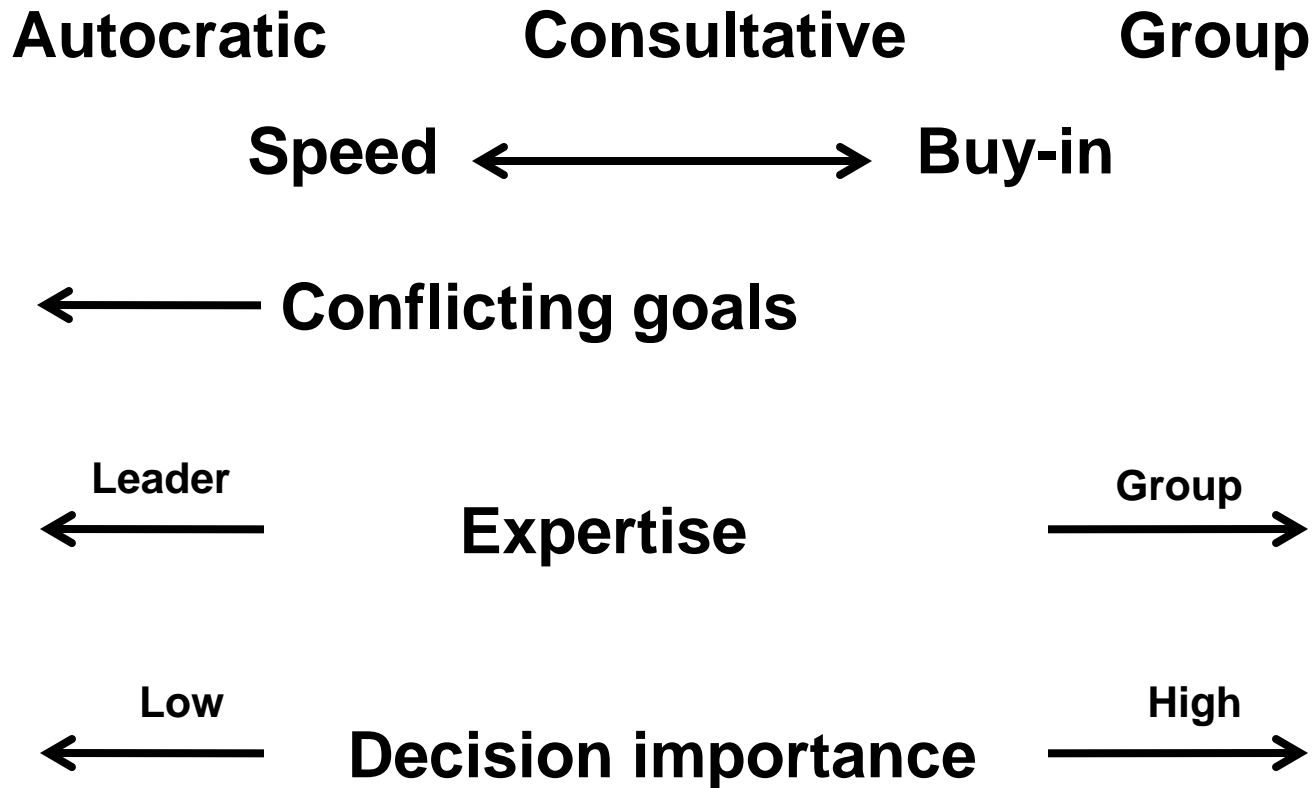 Autocratic Consultative Group
Speed Buy-in
Conflicting goals
Leader Group
Expertise
Low High
Decision importance